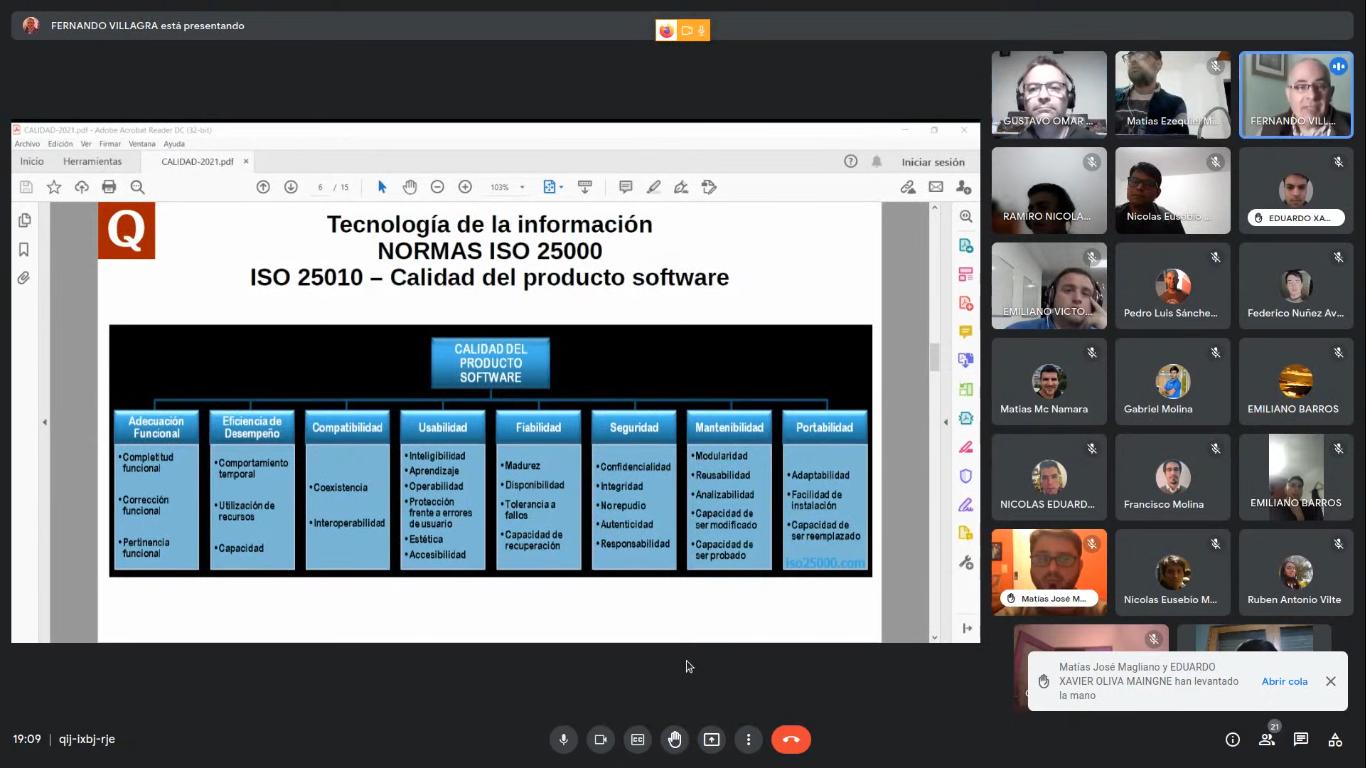 FERNANDO VILLAGRA está presentando
CALIDAD-2021.pdf - Adobe Acrobat Reader DC (32-bit)
Archivo Edición Ver Firmar Ventana Ayuda
Inicio Herramientas CALIDAD-2021.pdf × Iniciar sesión
6 / 15 103%
Q
Tecnología de la información
NORMAS ISO 25000
ISO 25010 – Calidad del producto software
CALIDAD DEL
PRODUCTO
SOFTWARE
Adecuación
Funcional
•Completitud
funcional
•Corrección
funcional
•Pertinencia
funcional
Eficiencia de
Desempeño
•Comportamiento
temporal
•Utilización de
recursos
•Capacidad
Compatibilidad
•Coexistencia
•Interoperabilidad
Usabilidad
•Inteligibilidad
•Aprendizaje
•Operabilidad
•Protección
frente a errores
de usuario
•Estética
•Accesibilidad
Fiabilidad
•Madurez
•Disponibilidad
•Tolerancia a
fallos
•Capacidad de
recuperación
Seguridad
•Confidencialidad
•Integridad
•No repudio
•Autenticidad
•Responsabilidad
Mantenibilidad
•Modularidad
•Reusabilidad
•Analizabilidad
•Capacidad de
ser modificado
•Capacidad de
ser probado
Portabilidad
•Adaptabilidad
•Facilidad de
instalación
•Capacidad de
ser reemplazado
iso25000.com
GUSTAVO OMAR ...
Matías Ezequiel M...
FERNANDO VILL...
RAMIRO NICOLA...
Nicolas Eusebio ...
EDUARDO XA...
EMILIANO VICTO...
Pedro Luis Sánche...
Federico Nuñez Av...
Matias Mc Namara
Gabriel Molina
EMILIANO BARROS
NICOLAS EDUARD...
Francisco Molina
EMILIANO BARROS
Matías José M...
Nicolas Eusebio M...
Ruben Antonio Vilte
Matías José Magliano y EDUARDO
XAVIER OLIVA MAINGNE han levantado
la mano
Abrir cola
19:09 | qij-ixbj-rje
21